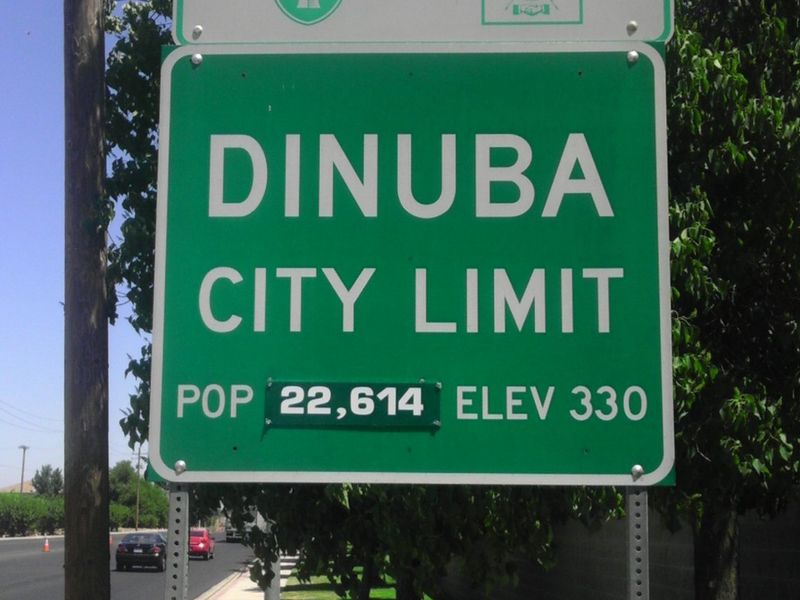 DINUBA
CITY LIMIT
POP 22,614 ELEV 330